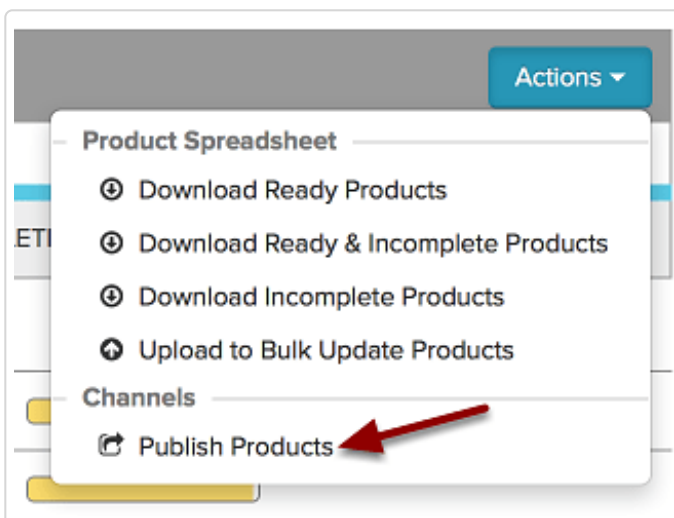 Actions
Product Spreadsheet
Download Ready Products
ETI
Download Ready & Incomplete Products
Download Incomplete Products
Upload to Bulk Update Products
Channels
Publish Products